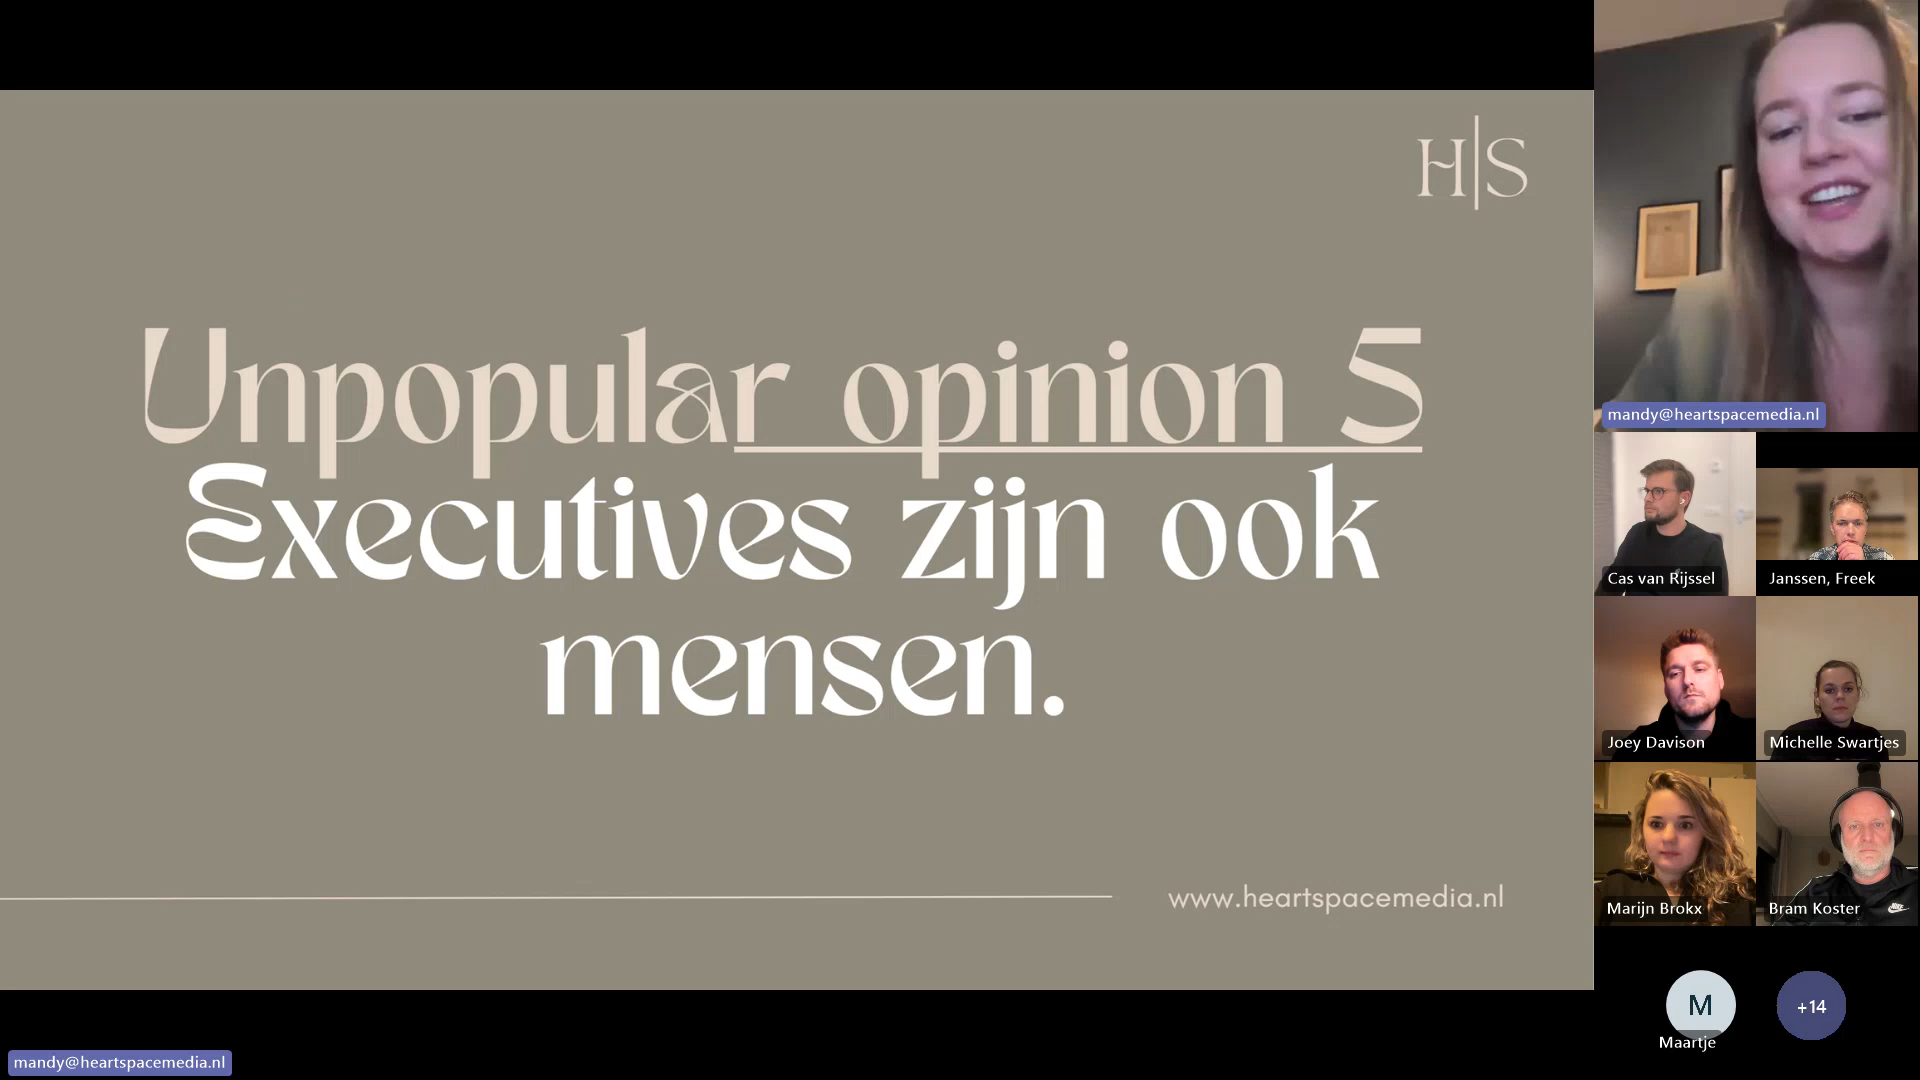 H|S
Unpopular opinion 5
Executives zijn ook
mensen.
www.heartspacemedia.nl
mandy@heartspacemedia.nl
mandy@heartspacemedia.nl
Cas van Rijssel
Janssen, Freek
Joey Davison
Michelle Swartjes
Marijn Brokx
Bram Koster
M
+14
Maartje